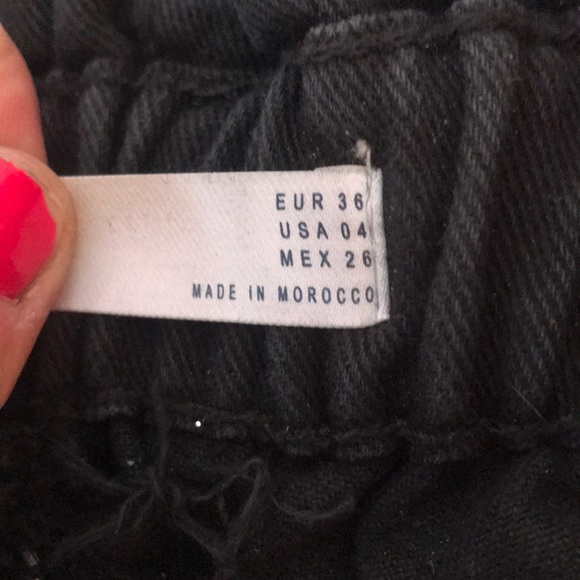 EUR 36
USA 04
MEX 26
MADE IN MOROCCO